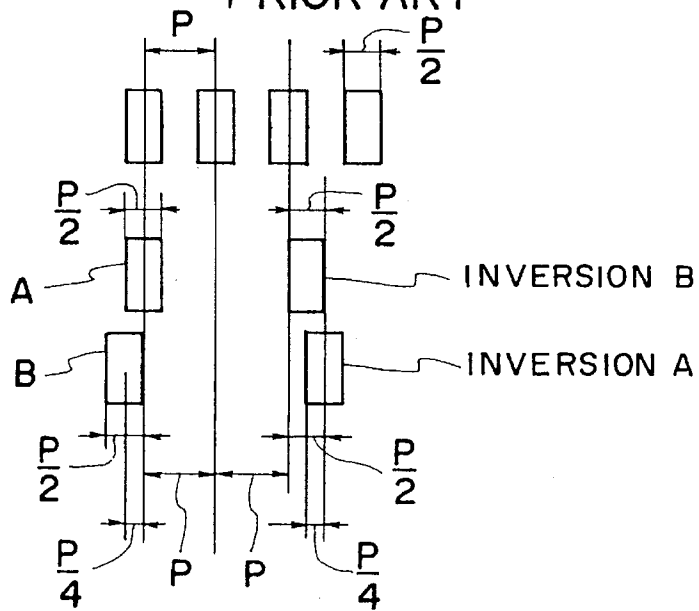 PRIOR ART
P
P/2
P/2
P/2
A
INVERSION B
B
INVERSION A
P/2
P/2
P/4
P
P
P/4